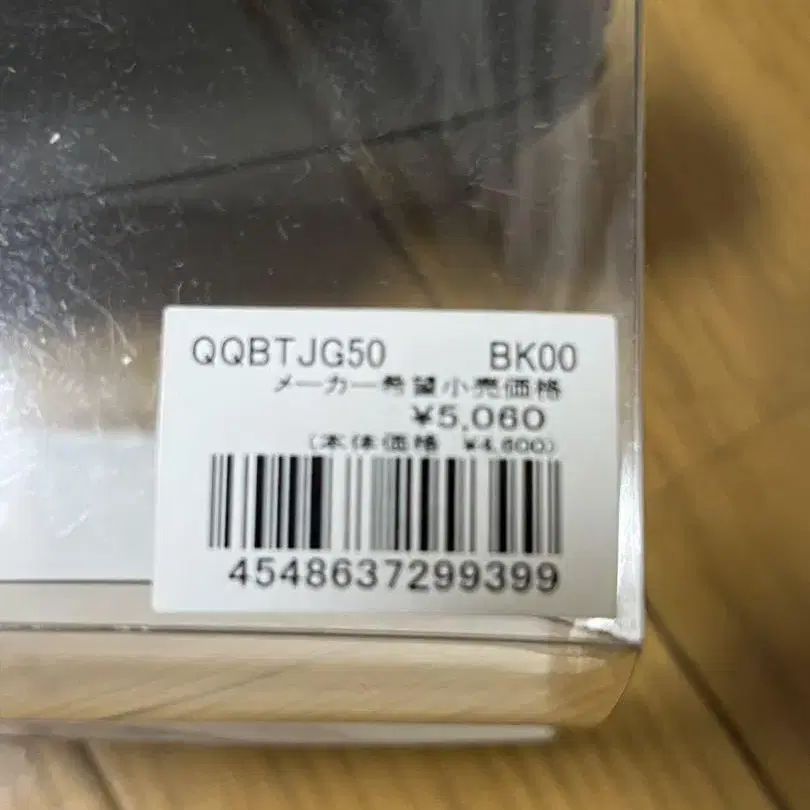 QQBTJG50 BK00
メーカー希望小売価格
¥5,060
(本体価格 ¥4,600)
4548637299399